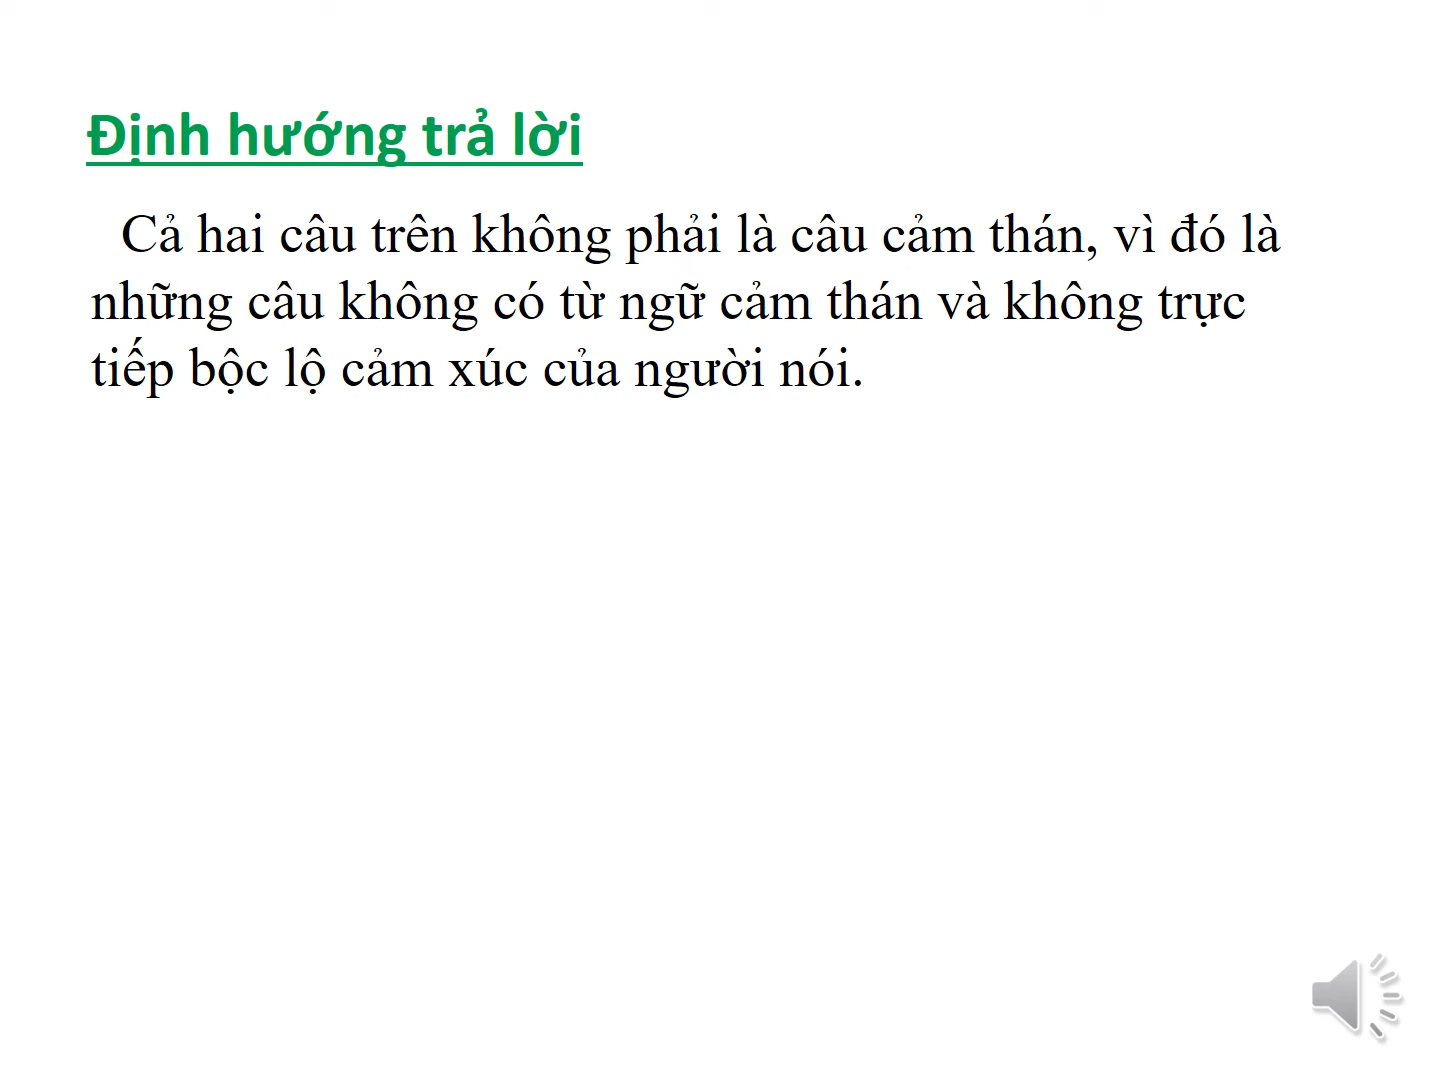 Định hướng trả lời
Cả hai câu trên không phải là câu cảm thán, vì đó là
những câu không có từ ngữ cảm thán và không trực
tiếp bộc lộ cảm xúc của người nói.